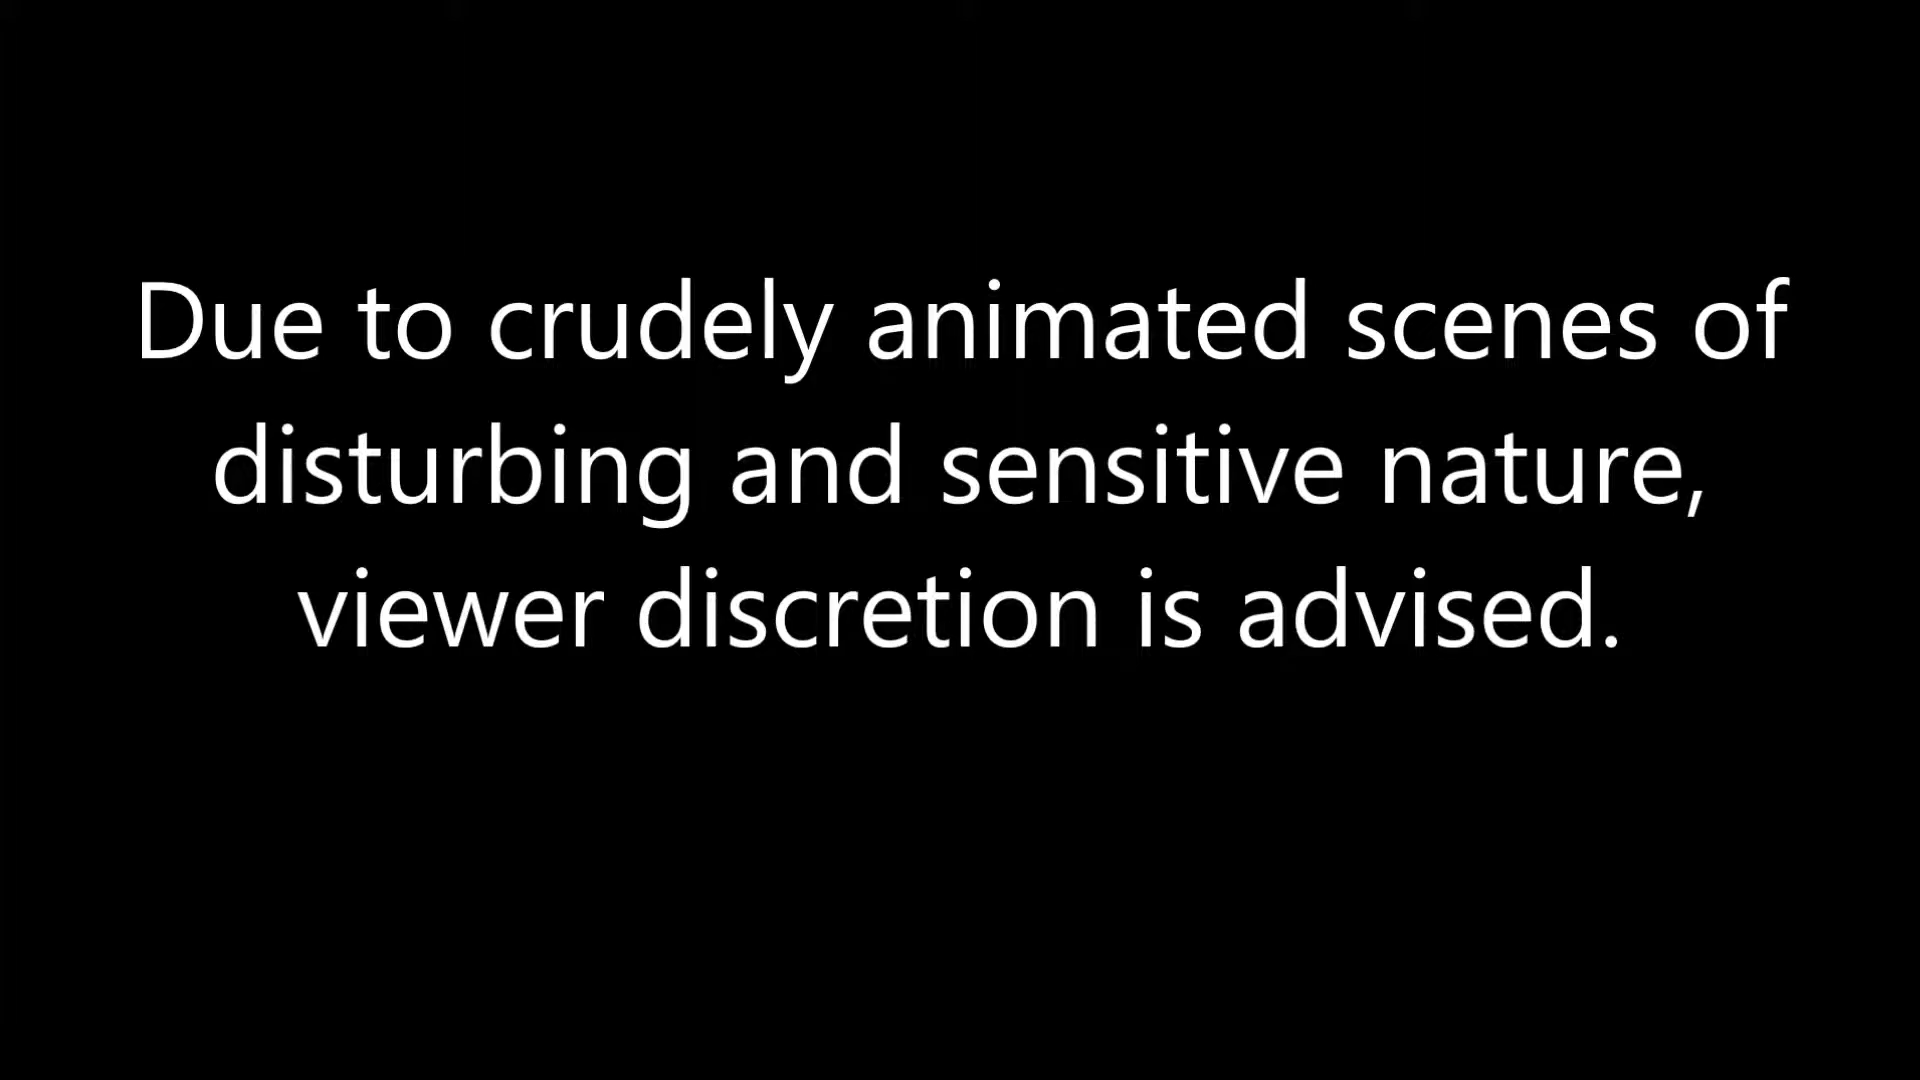 Due to crudely animated scenes of
disturbing and sensitive nature,
viewer discretion is advised.